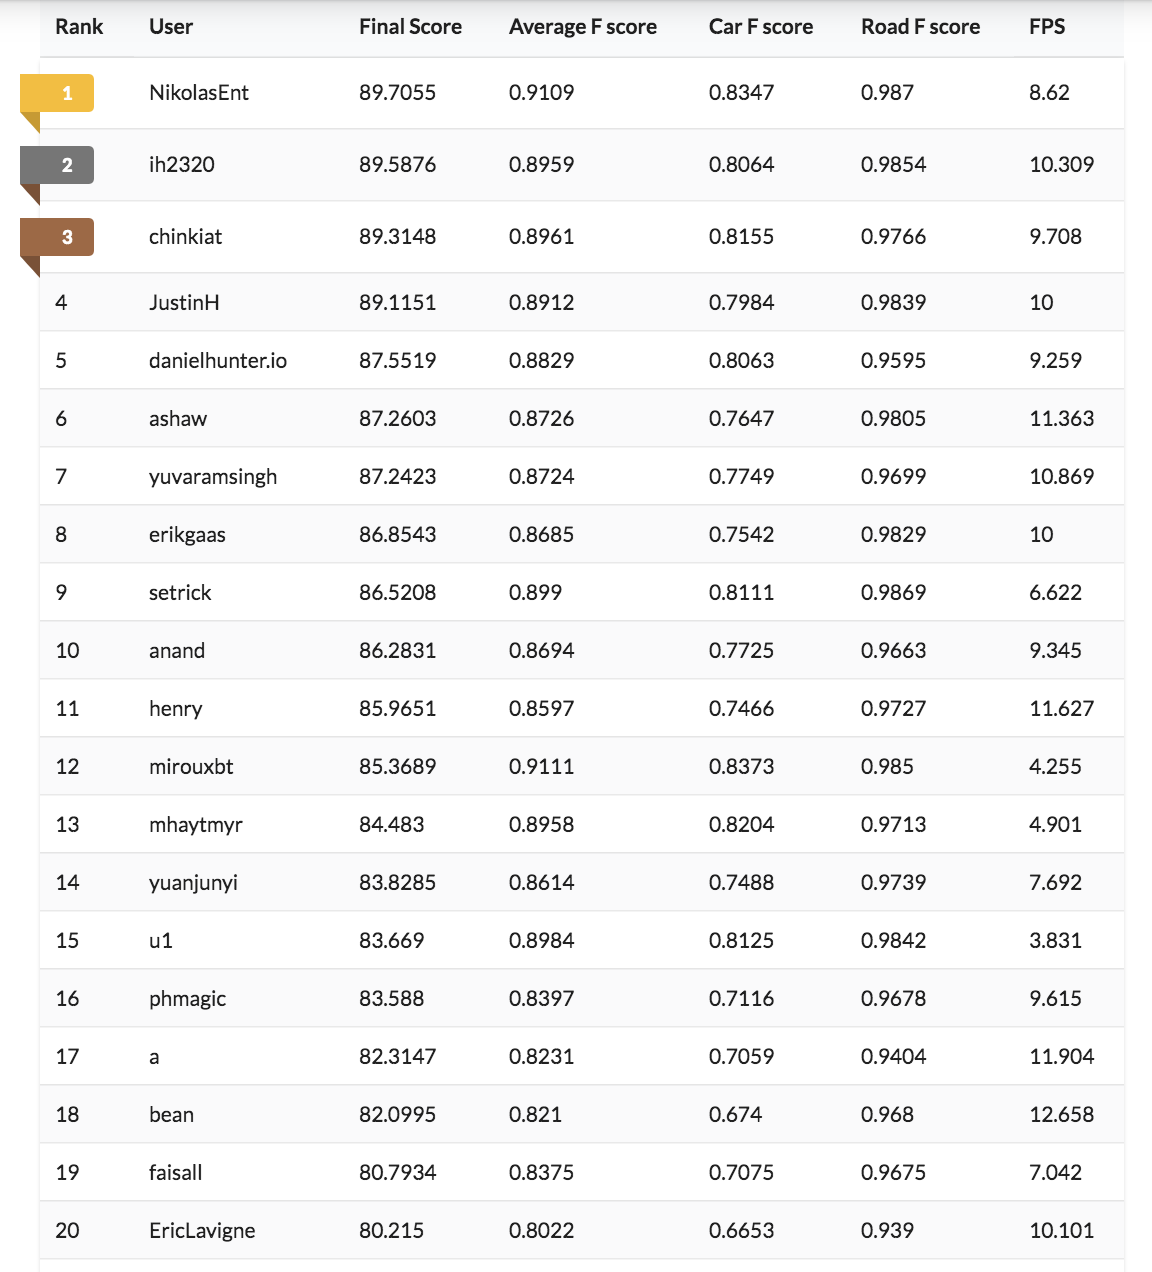 Rank User Final Score Average F score Car F score Road F score FPS
1 NikolasEnt 89.7055 0.9109 0.8347 0.987 8.62
2 ih2320 89.5876 0.8959 0.8064 0.9854 10.309
3 chinkiat 89.3148 0.8961 0.8155 0.9766 9.708
4 JustinH 89.1151 0.8912 0.7984 0.9839 10
5 danielhunter.io 87.5519 0.8829 0.8063 0.9595 9.259
6 ashaw 87.2603 0.8726 0.7647 0.9805 11.363
7 yuvaramsingh 87.2423 0.8724 0.7749 0.9699 10.869
8 erikgaas 86.8543 0.8685 0.7542 0.9829 10
9 setrick 86.5208 0.899 0.8111 0.9869 6.622
10 anand 86.2831 0.8694 0.7725 0.9663 9.345
11 henry 85.9651 0.8597 0.7466 0.9727 11.627
12 mirouxbt 85.3689 0.9111 0.8373 0.985 4.255
13 mhaytmyr 84.483 0.8958 0.8204 0.9713 4.901
14 yuanjunyi 83.8285 0.8614 0.7488 0.9739 7.692
15 u1 83.669 0.8984 0.8125 0.9842 3.831
16 phmagic 83.588 0.8397 0.7116 0.9678 9.615
17 a 82.3147 0.8231 0.7059 0.9404 11.904
18 bean 82.0995 0.821 0.674 0.968 12.658
19 faisall 80.7934 0.8375 0.7075 0.9675 7.042
20 EricLavigne 80.215 0.8022 0.6653 0.939 10.101